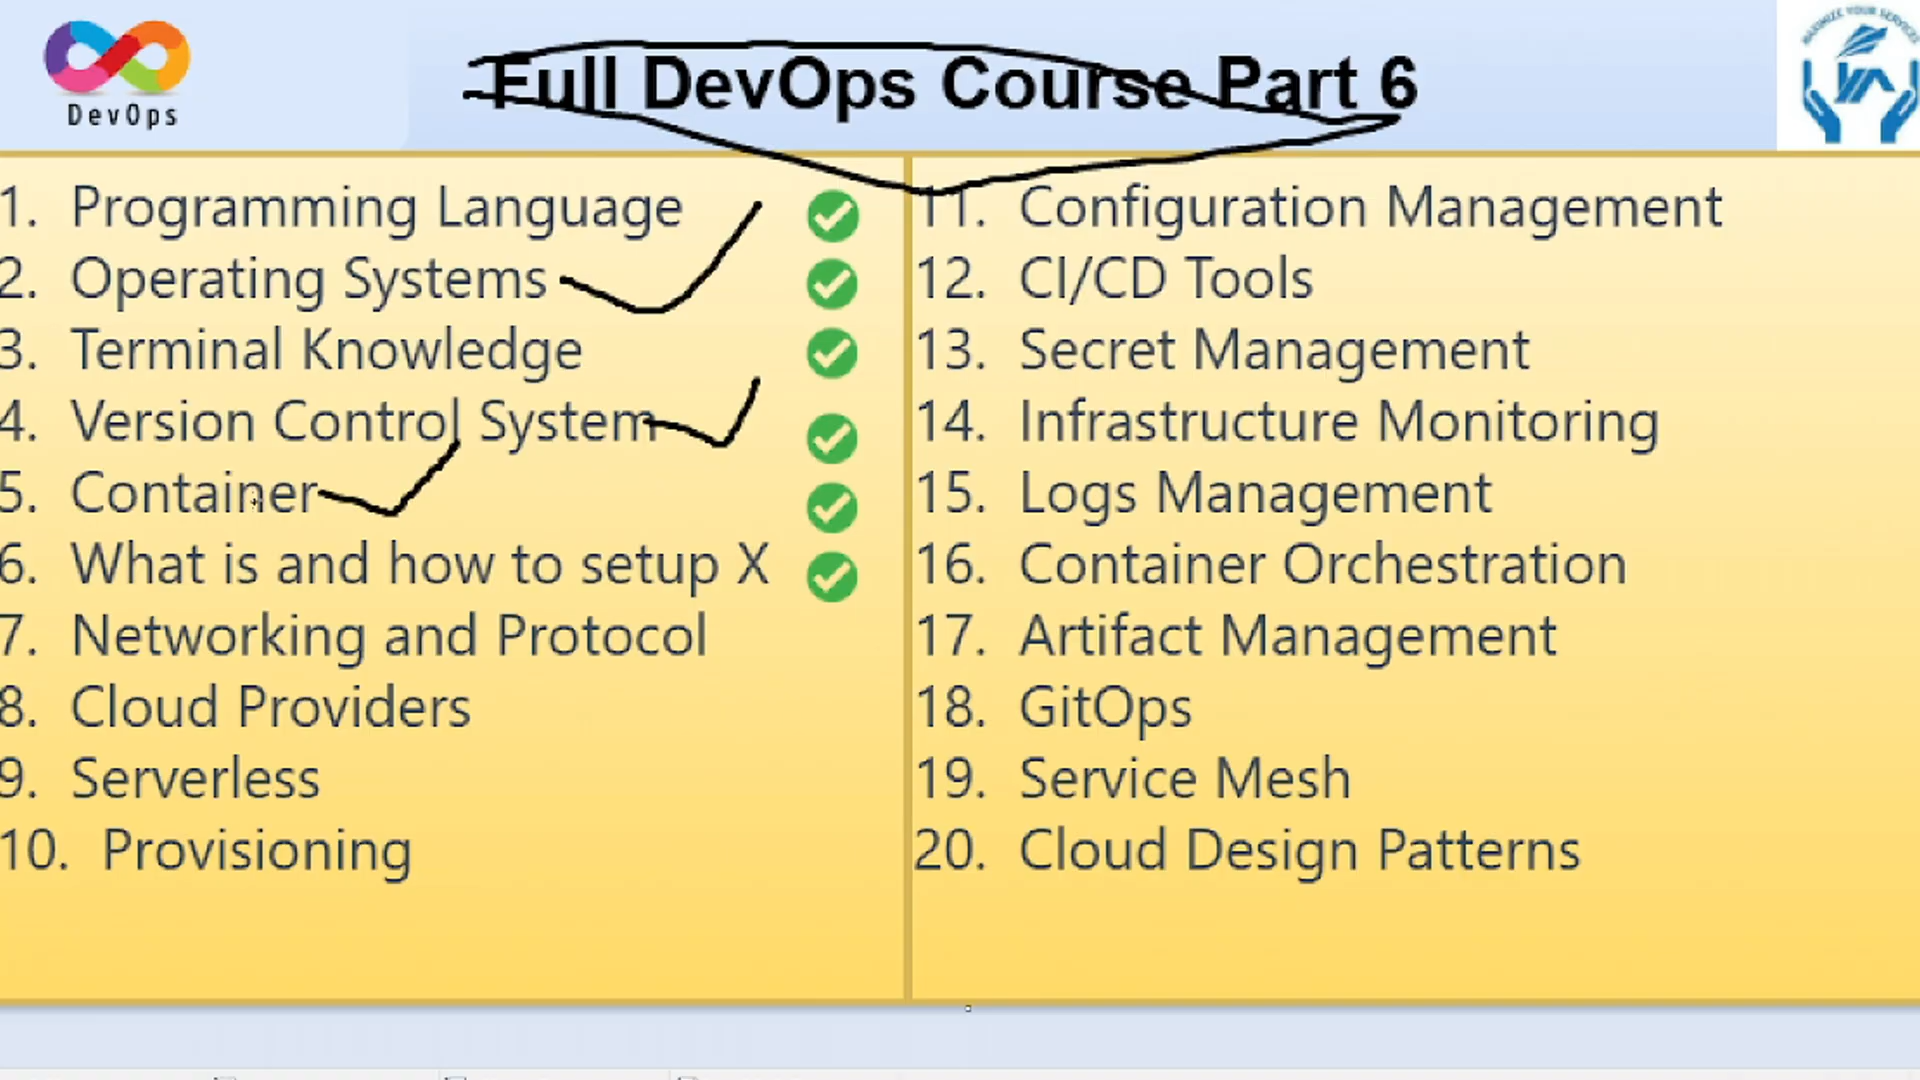 DevOps
Full DevOps Course Part 6
MAXIMIZE YOUR SERVICES
1. Programming Language
2. Operating Systems
3. Terminal Knowledge
4. Version Control System
5. Container
6. What is and how to setup X
7. Networking and Protocol
8. Cloud Providers
9. Serverless
10. Provisioning
11. Configuration Management
12. CI/CD Tools
13. Secret Management
14. Infrastructure Monitoring
15. Logs Management
16. Container Orchestration
17. Artifact Management
18. GitOps
19. Service Mesh
20. Cloud Design Patterns